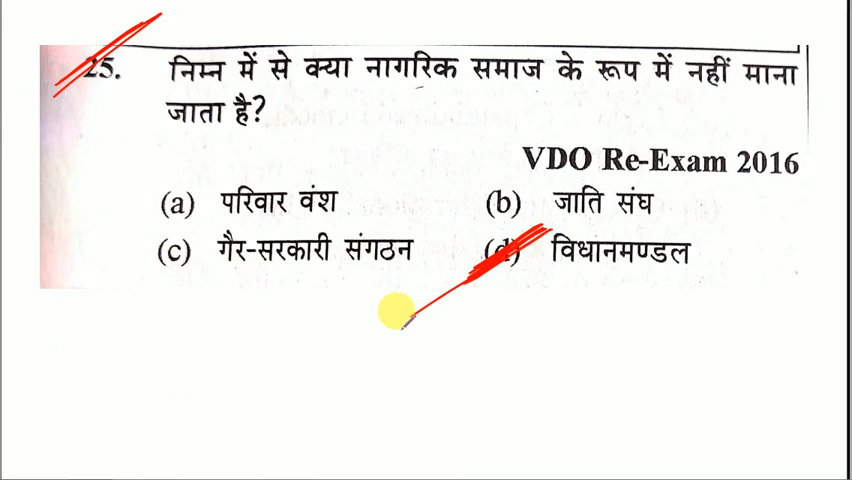 25. निम्न में से क्या नागरिक समाज के रूप में नहीं माना
जाता है?
VDO Re-Exam 2016
(a) परिवार वंश (b) जाति संघ
(c) गैर-सरकारी संगठन (d) विधानमण्डल